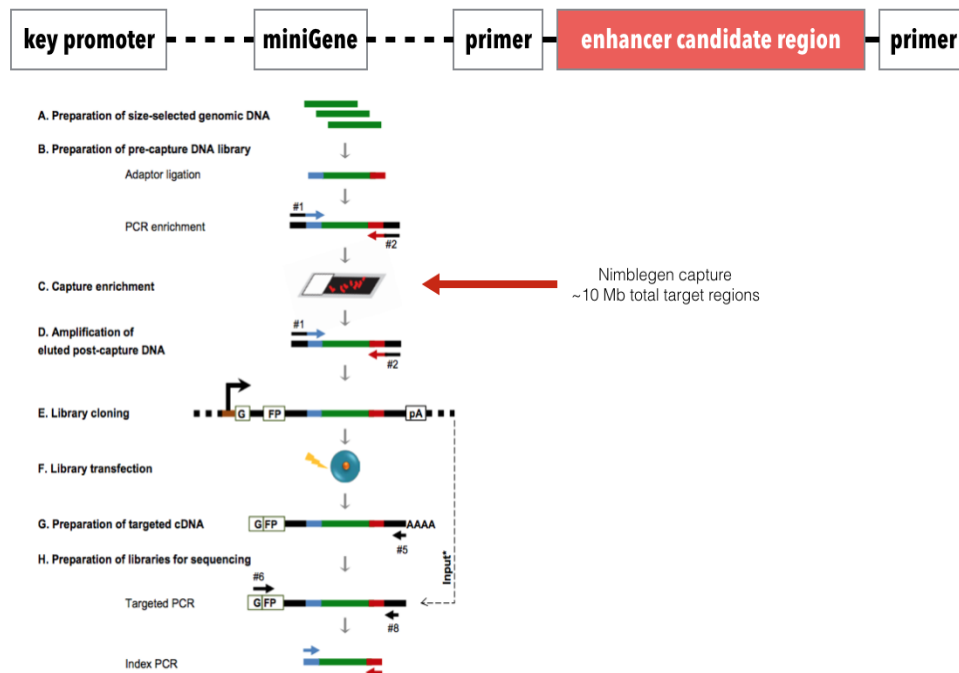 key promoter miniGene primer enhancer candidate region primer
A. Preparation of size-selected genomic DNA
B. Preparation of pre-capture DNA library
Adaptor ligation
#1
PCR enrichment
#2
C. Capture enrichment
Nimblegen capture
~10 Mb total target regions
#1
D. Amplification of
eluted post-capture DNA
#2
E. Library cloning
G FP pA
F. Library transfection
G. Preparation of targeted cDNA
G FP AAAA
#5
H. Preparation of libraries for sequencing
Input*
#6
Targeted PCR
G FP
#8
Index PCR